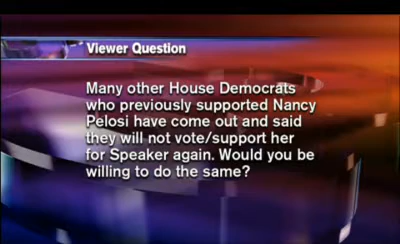 Viewer Question
Many other House Democrats
who previously supported Nancy
Pelosi have come out and said
they will not vote/support her
for Speaker again. Would you be
willing to do the same?